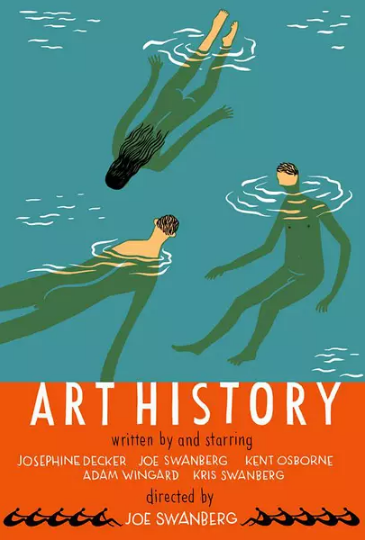 ART HISTORY
written by and starring
JOSEPHINE DECKER JOE SWANBERG KENT OSBORNE
ADAM WINGARD KRIS SWANBERG
directed by
JOE SWANBERG